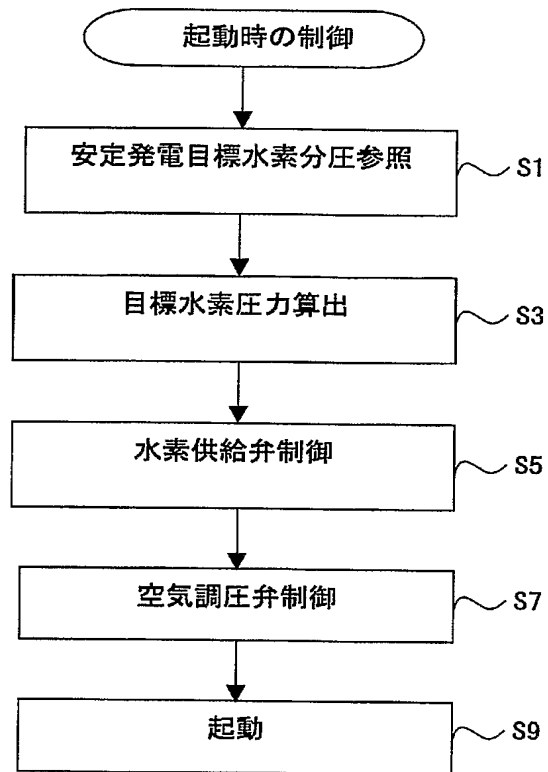 起動時の制御
安定発電目標水素分圧参照
S1
目標水素圧力算出
S3
水素供給弁制御
S5
空気調圧弁制御
S7
起動
S9